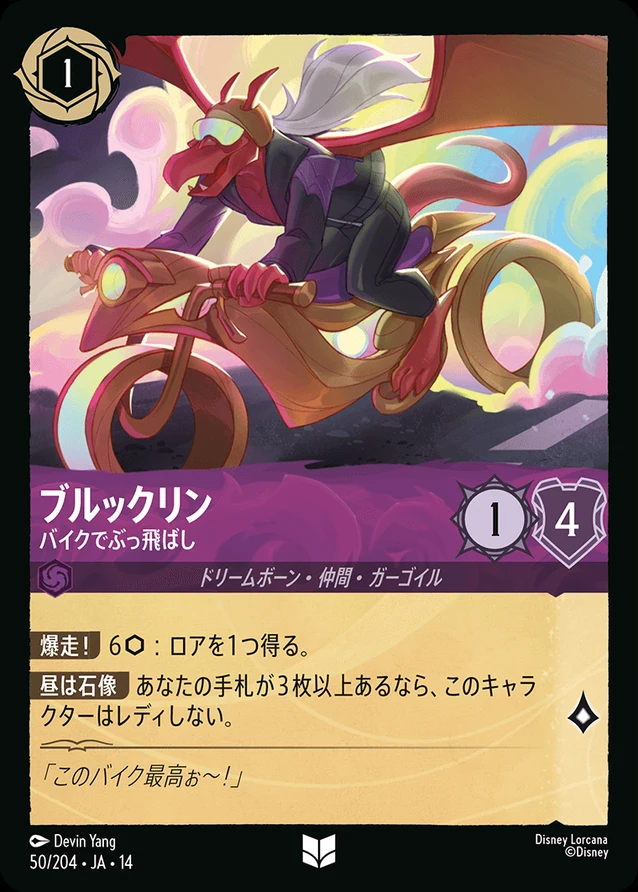 1
ブルックリン
バイクでぶっ飛ばし
1
4
ドリームボーン・仲間・ガーゴイル
爆走! 6⬡：ロアを1つ得る。
昼は石像 あなたの手札が3枚以上あるなら、このキャラ
クターはレディしない。
「このバイク最高ぉ～!」
Devin Yang
50/204・JA・14
Disney Lorcana
©Disney